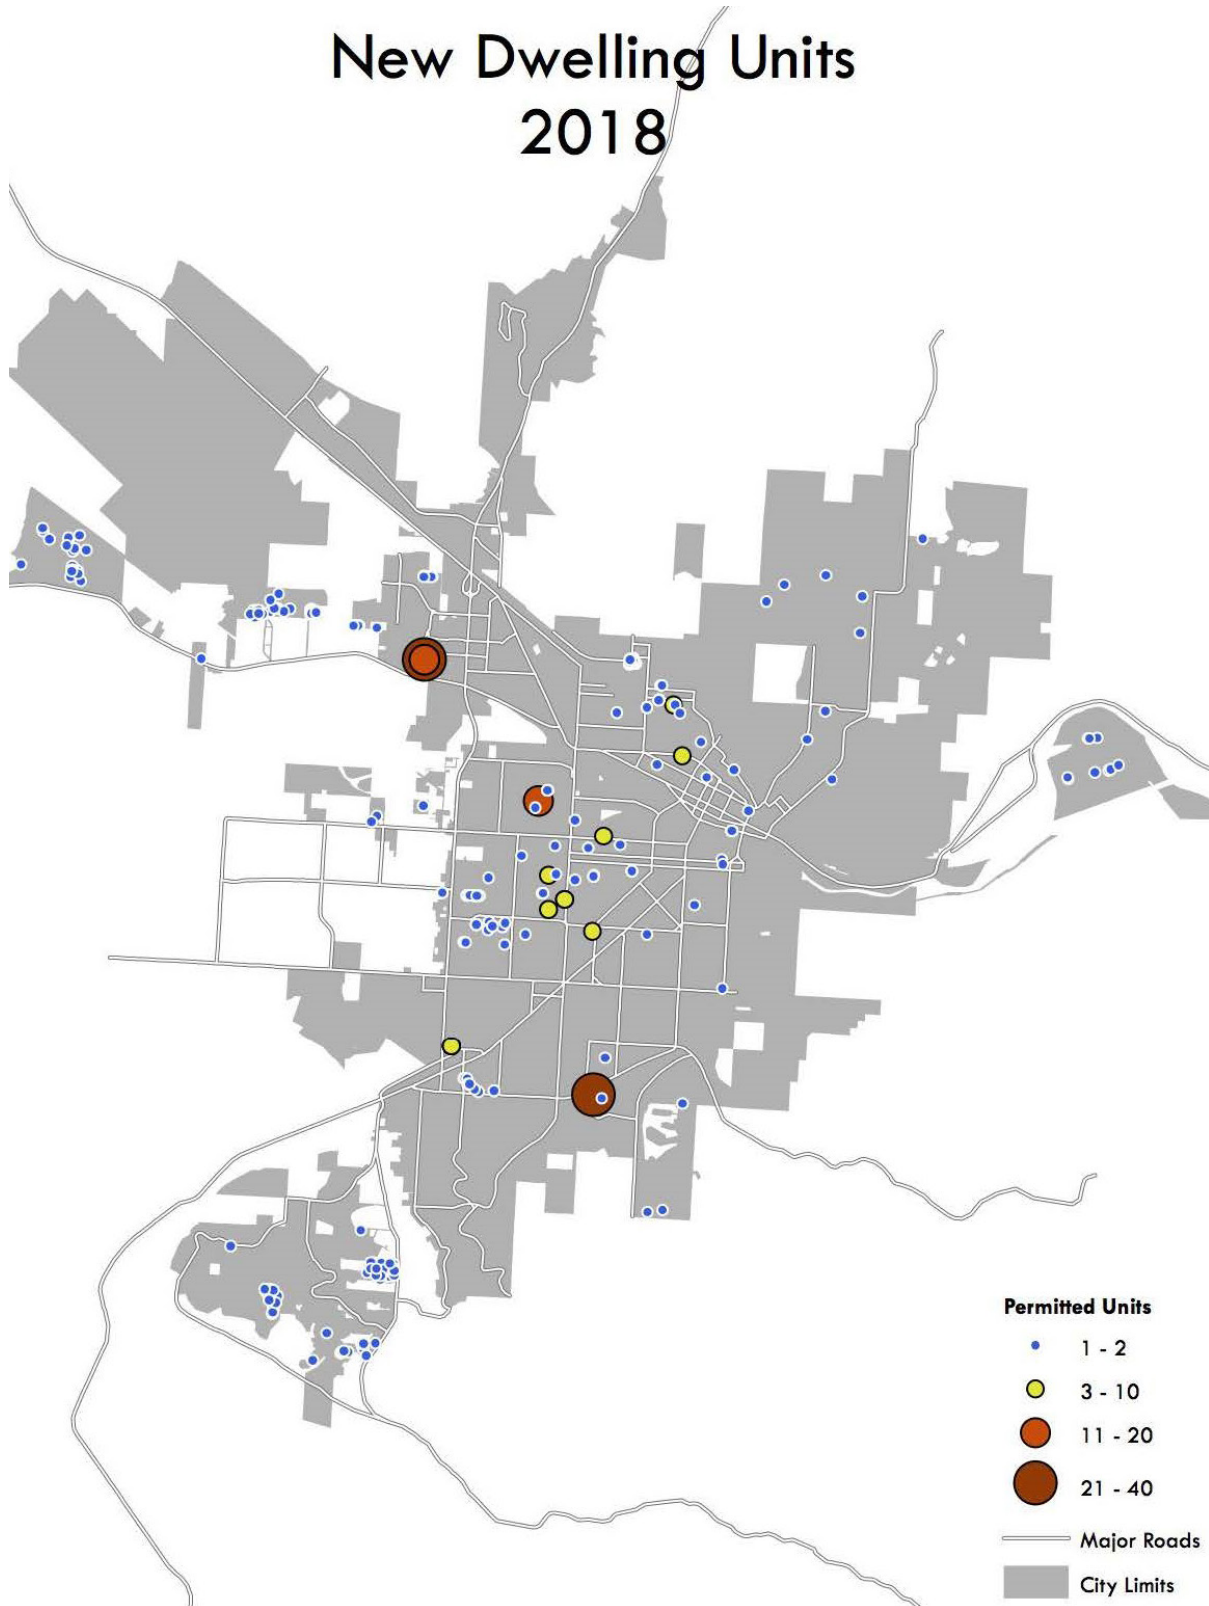 New Dwelling Units
2018
Permitted Units
1 - 2
3 - 10
11 - 20
21 - 40
Major Roads
City Limits